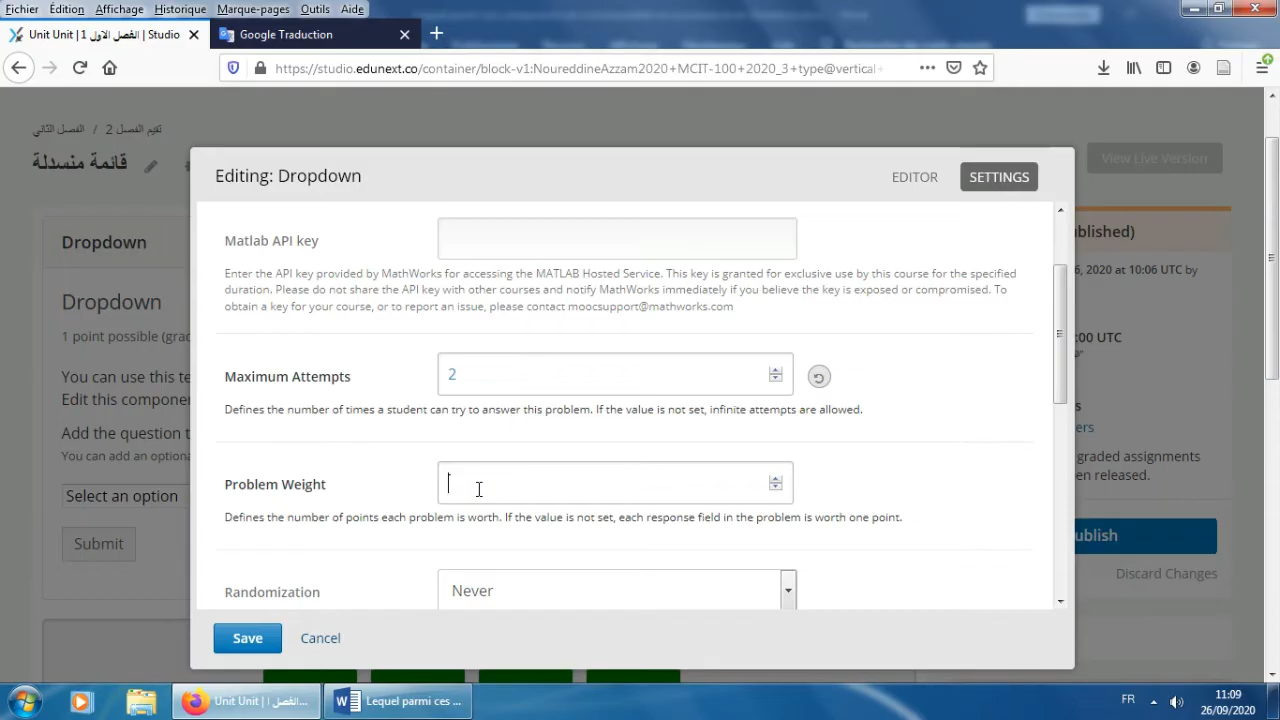 Fichier Édition Affichage Historique Marque-pages Outils Aide
Unit Unit | الفصل الاول 1 | Studio
Google Traduction
https://studio.edunext.co/container/block-v1:NoureddineAzzam2020+MCIT-100+2020_3+type@vertical+
الفصل الثاني / تقيم الفصل 2
قائمة منسدلة
View Live Version
Editing: Dropdown
EDITOR
SETTINGS
Dropdown
Dropdown
1 point possible (grad
You can use this te
Edit this componen
Add the question t
You can add an optiona
Select an option
Submit
Matlab API key
Enter the API key provided by MathWorks for accessing the MATLAB Hosted Service. This key is granted for exclusive use by this course for the specified
duration. Please do not share the API key with other courses and notify MathWorks immediately if you believe the key is exposed or compromised. To
obtain a key for your course, or to report an issue, please contact moocsupport@mathworks.com
Maximum Attempts
2
Defines the number of times a student can try to answer this problem. If the value is not set, infinite attempts are allowed.
Problem Weight
Defines the number of points each problem is worth. If the value is not set, each response field in the problem is worth one point.
Randomization
Never
Save
Cancel
ablished)
6, 2020 at 10:06 UTC by
:00 UTC
s
ers
graded assignments
en released.
ublish
Discard Changes
Unit Unit | الفصل ا...
Lequel parmi ces ...
FR
11:09
26/09/2020